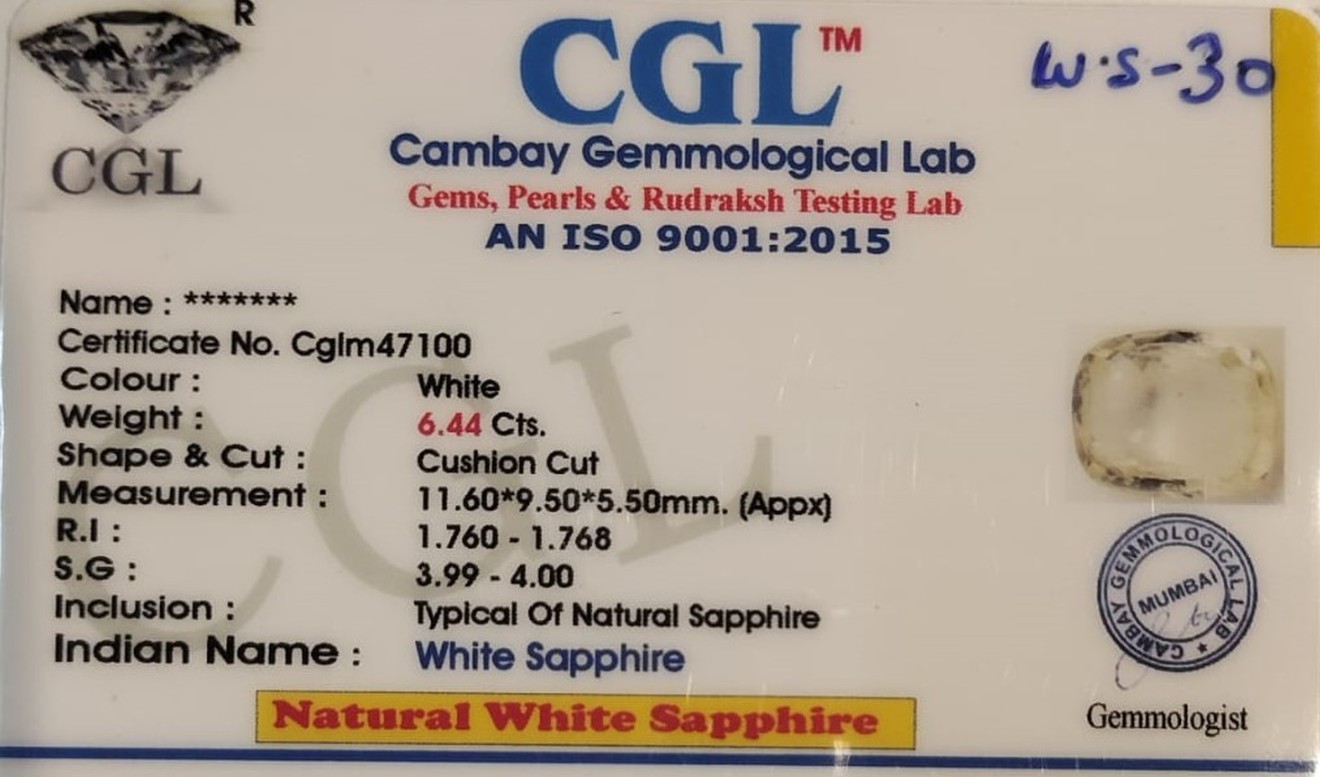 R
CGL
CGL™
W.S-30
Cambay Gemmological Lab
Gems, Pearls & Rudraksh Testing Lab
AN ISO 9001:2015
Name : *******
Certificate No. Cglm47100
Colour : White
Weight : 6.44 Cts.
Shape & Cut : Cushion Cut
Measurement : 11.60*9.50*5.50mm. (Appx)
R.I : 1.760 - 1.768
S.G : 3.99 - 4.00
Inclusion : Typical Of Natural Sapphire
Indian Name : White Sapphire
Natural White Sapphire
CGL
CAMBAY GEMMOLOGICAL LAB ★
MUMBAI
Gemmologist